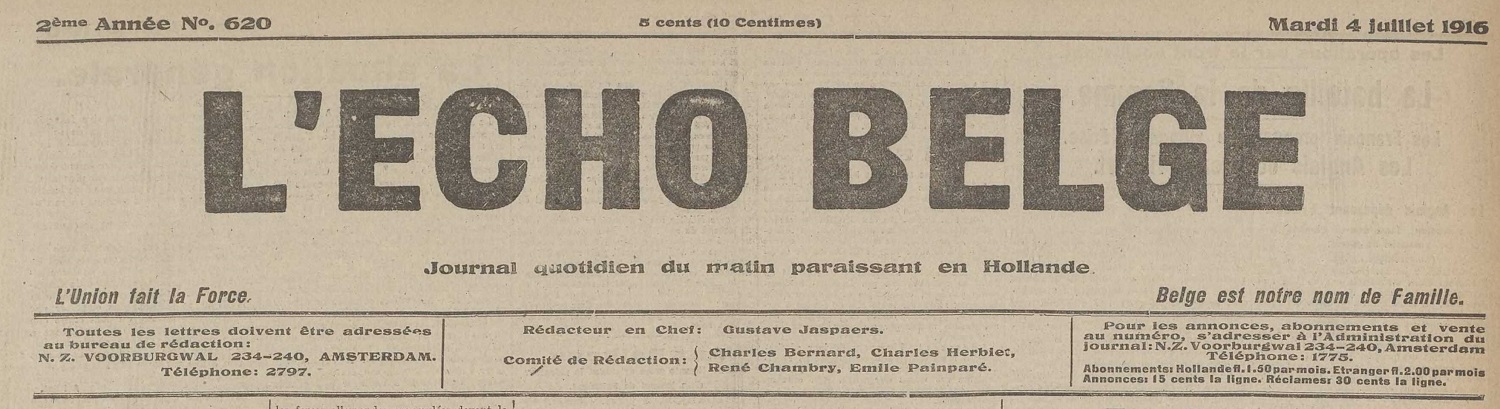 2ème Année No. 620
5 cents (10 Centimes)
Mardi 4 juillet 1916
L'ECHO BELGE
Journal quotidien du matin paraissant en Hollande.
L'Union fait la Force.
Belge est notre nom de Famille.
Toutes les lettres doivent être adressées
au bureau de rédaction:
N. Z. VOORBURGWAL 234-240, AMSTERDAM.
Téléphone: 2797.
Rédacteur en Chef: Gustave Jaspaers.
Comité de Rédaction: { Charles Bernard, Charles Herbiet,
René Chambry, Emile Painparé.
Pour les annonces, abonnements et vente
au numéro, s'adresser à l'Administration du
journal: N.Z. Voorburgwal 234-240, Amsterdam
Téléphone: 1775.
Abonnements: Hollande fl. 1.50 par mois. Etranger fl. 2.00 par mois
Annonces: 15 cents la ligne. Réclames: 30 cents la ligne.